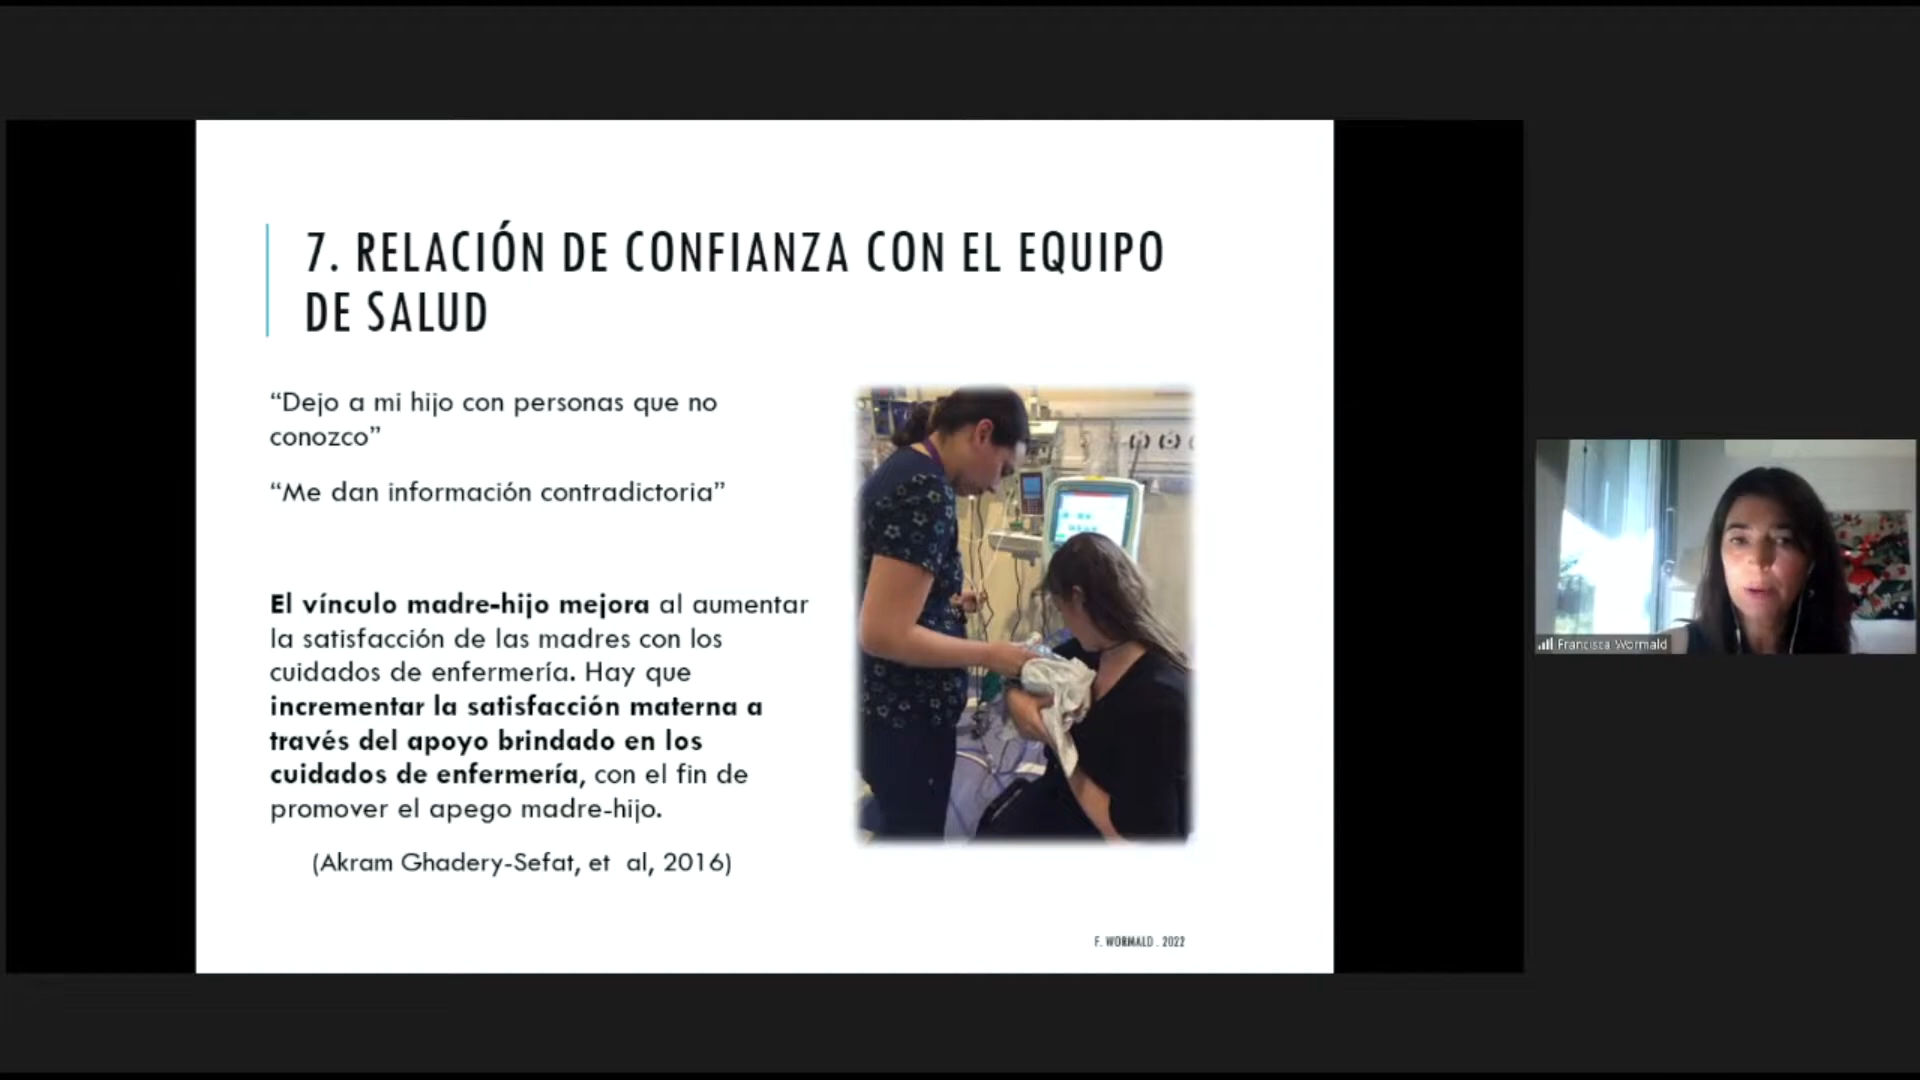 7. RELACIÓN DE CONFIANZA CON EL EQUIPO
DE SALUD
“Dejo a mi hijo con personas que no
conozco”
“Me dan información contradictoria”
El vínculo madre-hijo mejora al aumentar
la satisfacción de las madres con los
cuidados de enfermería. Hay que
incrementar la satisfacción materna a
través del apoyo brindado en los
cuidados de enfermería, con el fin de
promover el apego madre-hijo.
(Akram Ghadery-Sefat, et al, 2016)
F. WORMALD . 2022
Francisca Wormald